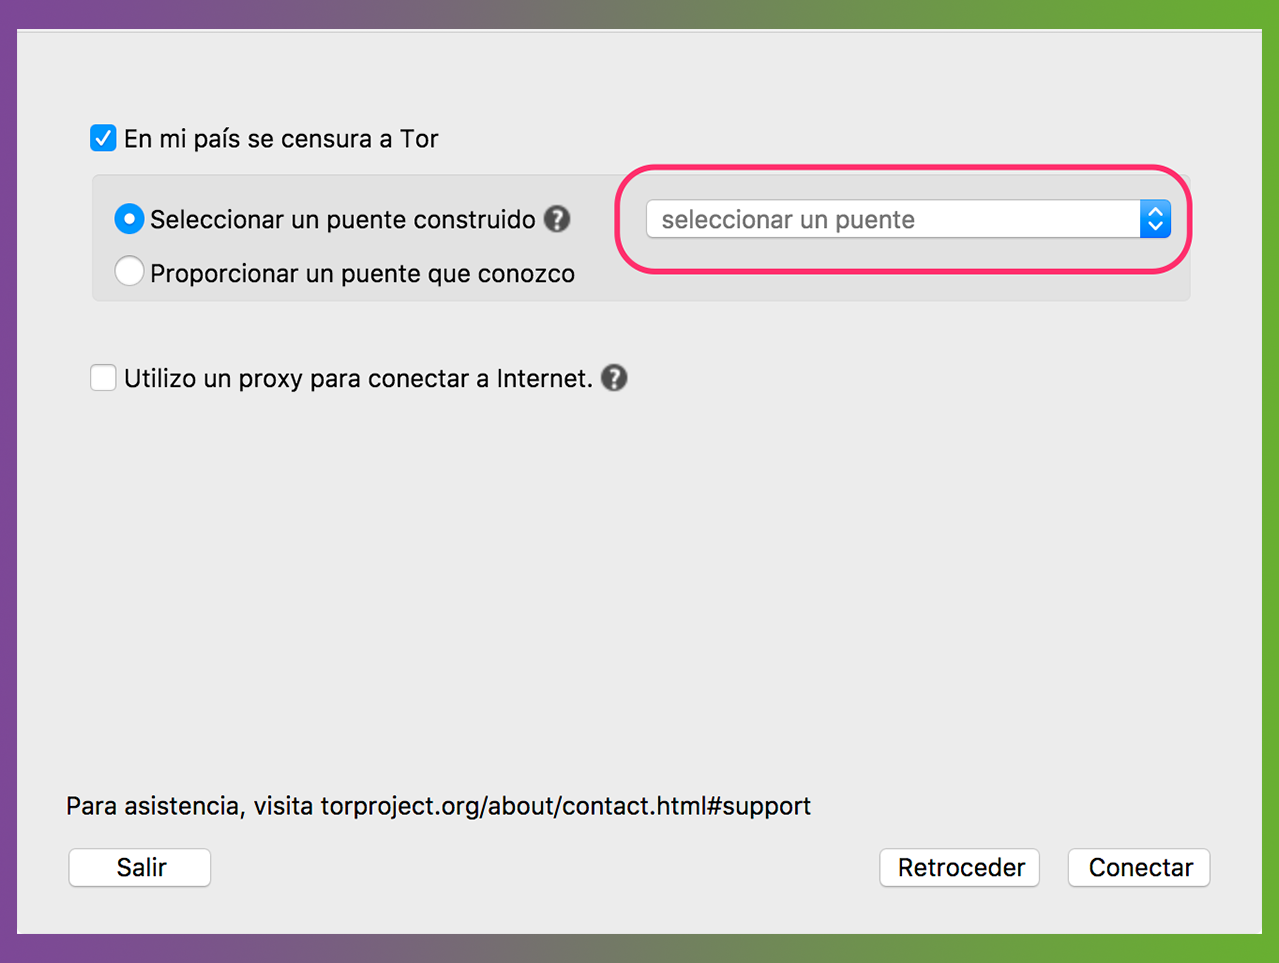 En mi país se censura a Tor
Seleccionar un puente construido ?
seleccionar un puente
Proporcionar un puente que conozco
Utilizo un proxy para conectar a Internet. ?
Para asistencia, visita torproject.org/about/contact.html#support
Salir
Retroceder
Conectar